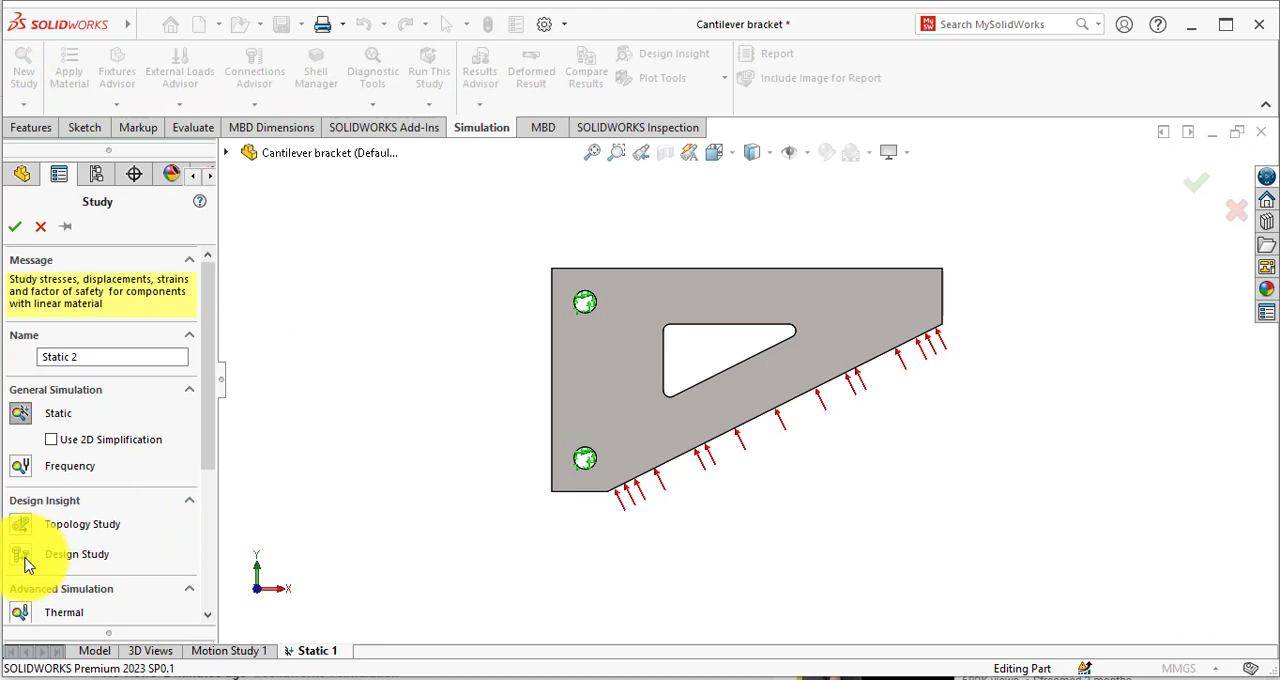 SOLIDWORKS
Cantilever bracket *
Search MySolidWorks
New Study
Apply Material
Fixtures Advisor
External Loads Advisor
Connections Advisor
Shell Manager
Diagnostic Tools
Run This Study
Results Advisor
Deformed Result
Compare Results
Design Insight
Plot Tools
Report
Include Image for Report
Features
Sketch
Markup
Evaluate
MBD Dimensions
SOLIDWORKS Add-Ins
Simulation
MBD
SOLIDWORKS Inspection
Cantilever bracket (Defaul...
Study
Message
Study stresses, displacements, strains
and factor of safety for components
with linear material
Name
Static 2
General Simulation
Static
Use 2D Simplification
Frequency
Design Insight
Topology Study
Design Study
Advanced Simulation
Thermal
Y
X
Model
3D Views
Motion Study 1
Static 1
SOLIDWORKS Premium 2023 SP0.1
Editing Part
MMGS